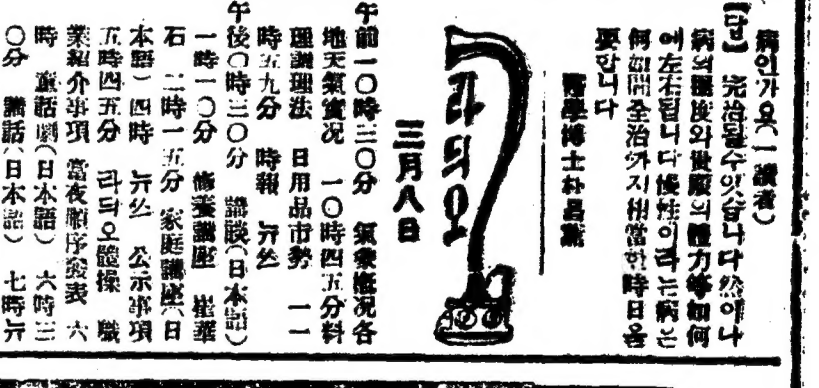 病인가요(一讀者)
【답】 完治될수잇슴니다 然이나
病의程度와世願의體力等如何
에左右됩니다慢性이라는病은
何如間全治까지相當한時日을
要합니다
醫學博士朴昌薰
라듸오
三月八日
午前一〇時三〇分 氣象槪況各
地天氣實況 一〇時四五分料
理調理法 日用品市勢 一一
時五九分 時報 뉴쓰
午後〇時三〇分 講談(日本語)
一時一〇分 修養講座 崔華
石 二時一五分 家庭講座(日
本語) 四時 뉴쓰 公示事項
五時四五分 라듸오體操 職
業紹介事項 當夜順序發表 六
時 童話劇(日本語) 六時三
〇分 講話(日本語) 七時뉴